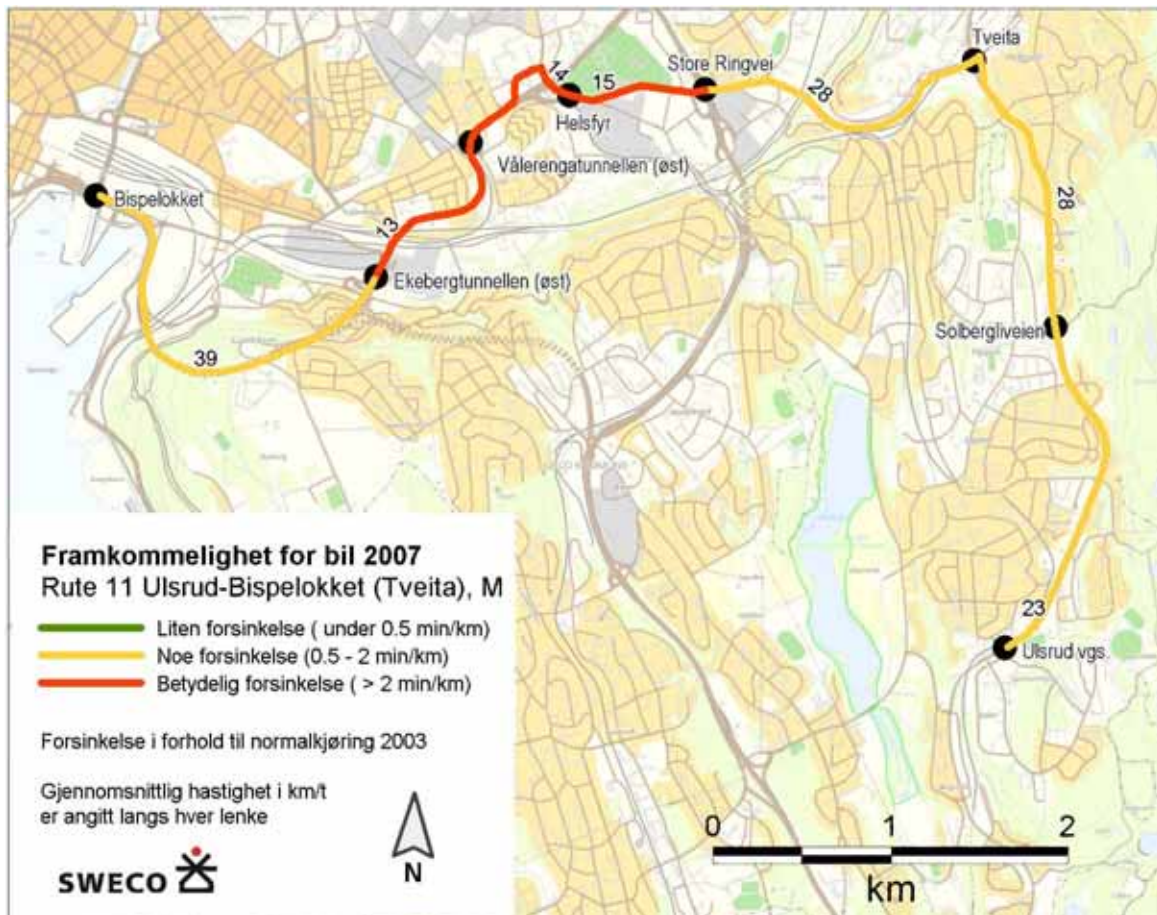 Tveita
Store Ringvei
14
15
28
Helsfyr
Vålerengatunnellen (øst)
Bispelokket
28
13
Ekebergtunnellen (øst)
Solbergliveien
39
23
Ulsrud vgs.
Framkommelighet for bil 2007
Rute 11 Ulsrud-Bispelokket (Tveita), M
Liten forsinkelse ( under 0.5 min/km)
Noe forsinkelse (0.5 - 2 min/km)
Betydelig forsinkelse ( > 2 min/km)
Forsinkelse i forhold til normalkjøring 2003
Gjennomsnittlig hastighet i km/t
er angitt langs hver lenke
N
SWECO
0 1 2
km